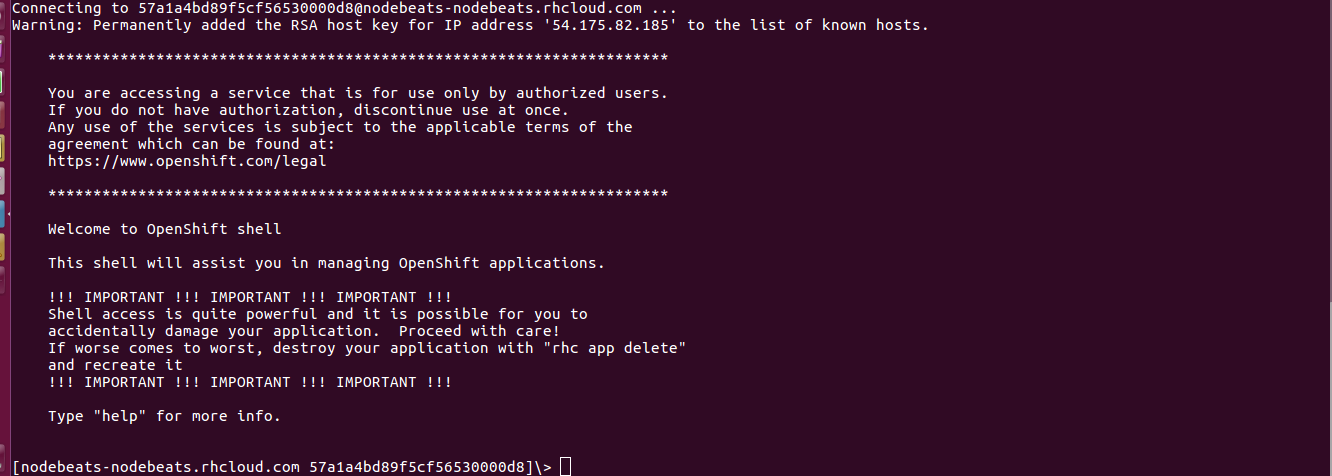 Connecting to 57a1a4bd89f5cf56530000d8@nodebeats-nodebeats.rhcloud.com ...
Warning: Permanently added the RSA host key for IP address '54.175.82.185' to the list of known hosts.
*********************************************************************
You are accessing a service that is for use only by authorized users.
If you do not have authorization, discontinue use at once.
Any use of the services is subject to the applicable terms of the
agreement which can be found at:
https://www.openshift.com/legal
*********************************************************************
Welcome to OpenShift shell
This shell will assist you in managing OpenShift applications.
!!! IMPORTANT !!! IMPORTANT !!! IMPORTANT !!!
Shell access is quite powerful and it is possible for you to
accidentally damage your application.  Proceed with care!
If worse comes to worst, destroy your application with "rhc app delete"
and recreate it
!!! IMPORTANT !!! IMPORTANT !!! IMPORTANT !!!
Type "help" for more info.
[nodebeats-nodebeats.rhcloud.com 57a1a4bd89f5cf56530000d8]\>